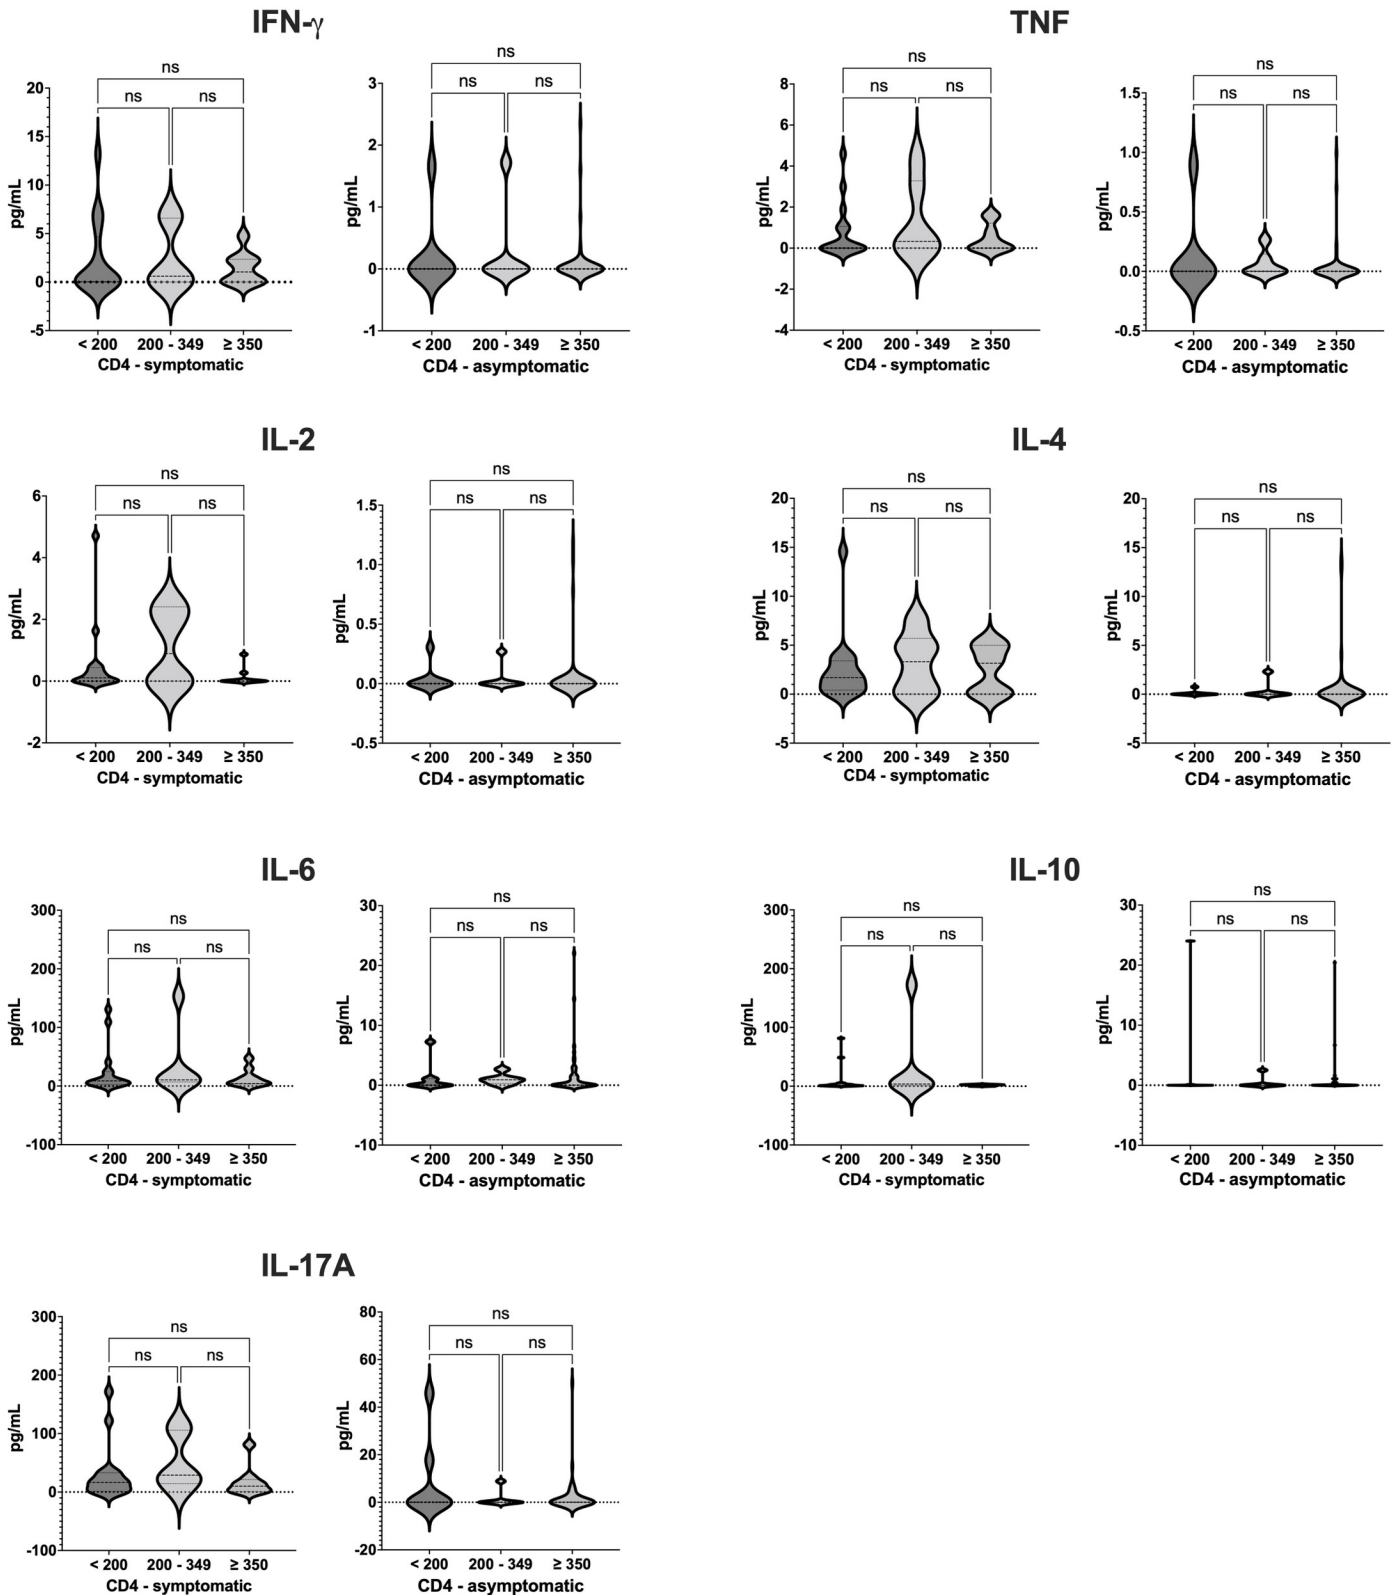 IFN-γ
TNF
ns
ns ns
20
15
10
5
0
-5
pg/mL
< 200 200 - 349 ≥ 350
CD4 - symptomatic
ns
ns ns
3
2
1
0
-1
pg/mL
< 200 200 - 349 ≥ 350
CD4 - asymptomatic
ns
ns ns
8
6
4
2
0
-2
-4
pg/mL
< 200 200 - 349 ≥ 350
CD4 - symptomatic
ns
ns ns
1.5
1.0
0.5
0.0
-0.5
pg/mL
< 200 200 - 349 ≥ 350
CD4 - asymptomatic
IL-2
IL-4
ns
ns ns
6
4
2
0
-2
pg/mL
< 200 200 - 349 ≥ 350
CD4 - symptomatic
ns
ns ns
1.5
1.0
0.5
0.0
-0.5
pg/mL
< 200 200 - 349 ≥ 350
CD4 - asymptomatic
ns
ns ns
20
15
10
5
0
-5
pg/mL
< 200 200 - 349 ≥ 350
CD4 - symptomatic
ns
ns ns
20
15
10
5
0
-5
pg/mL
< 200 200 - 349 ≥ 350
CD4 - asymptomatic
IL-6
IL-10
ns
ns ns
300
200
100
0
-100
pg/mL
< 200 200 - 349 ≥ 350
CD4 - symptomatic
ns
ns ns
30
20
10
0
-10
pg/mL
< 200 200 - 349 ≥ 350
CD4 - asymptomatic
ns
ns ns
300
200
100
0
-100
pg/mL
< 200 200 - 349 ≥ 350
CD4 - symptomatic
ns
ns ns
30
20
10
0
-10
pg/mL
< 200 200 - 349 ≥ 350
CD4 - asymptomatic
IL-17A
ns
ns ns
300
200
100
0
-100
pg/mL
< 200 200 - 349 ≥ 350
CD4 - symptomatic
ns
ns ns
80
60
40
20
0
-20
pg/mL
< 200 200 - 349 ≥ 350
CD4 - asymptomatic